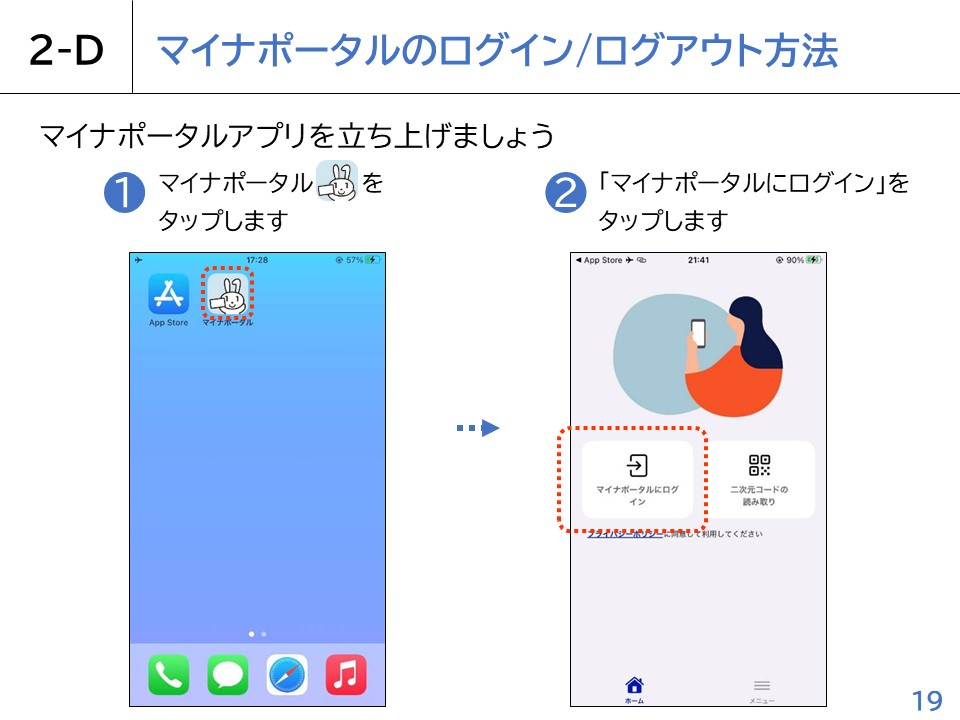 2-D
マイナポータルのログイン/ログアウト方法
マイナポータルアプリを立ち上げましょう
1
マイナポータル を
タップします
2
「マイナポータルにログイン」を
タップします
17:28
57%
App Store
マイナポータル
App Store
21:41
90%
マイナポータルにログ
イン
二次元コードの
読み取り
プライバシーポリシーに同意して利用してください
ホーム
メニュー
19